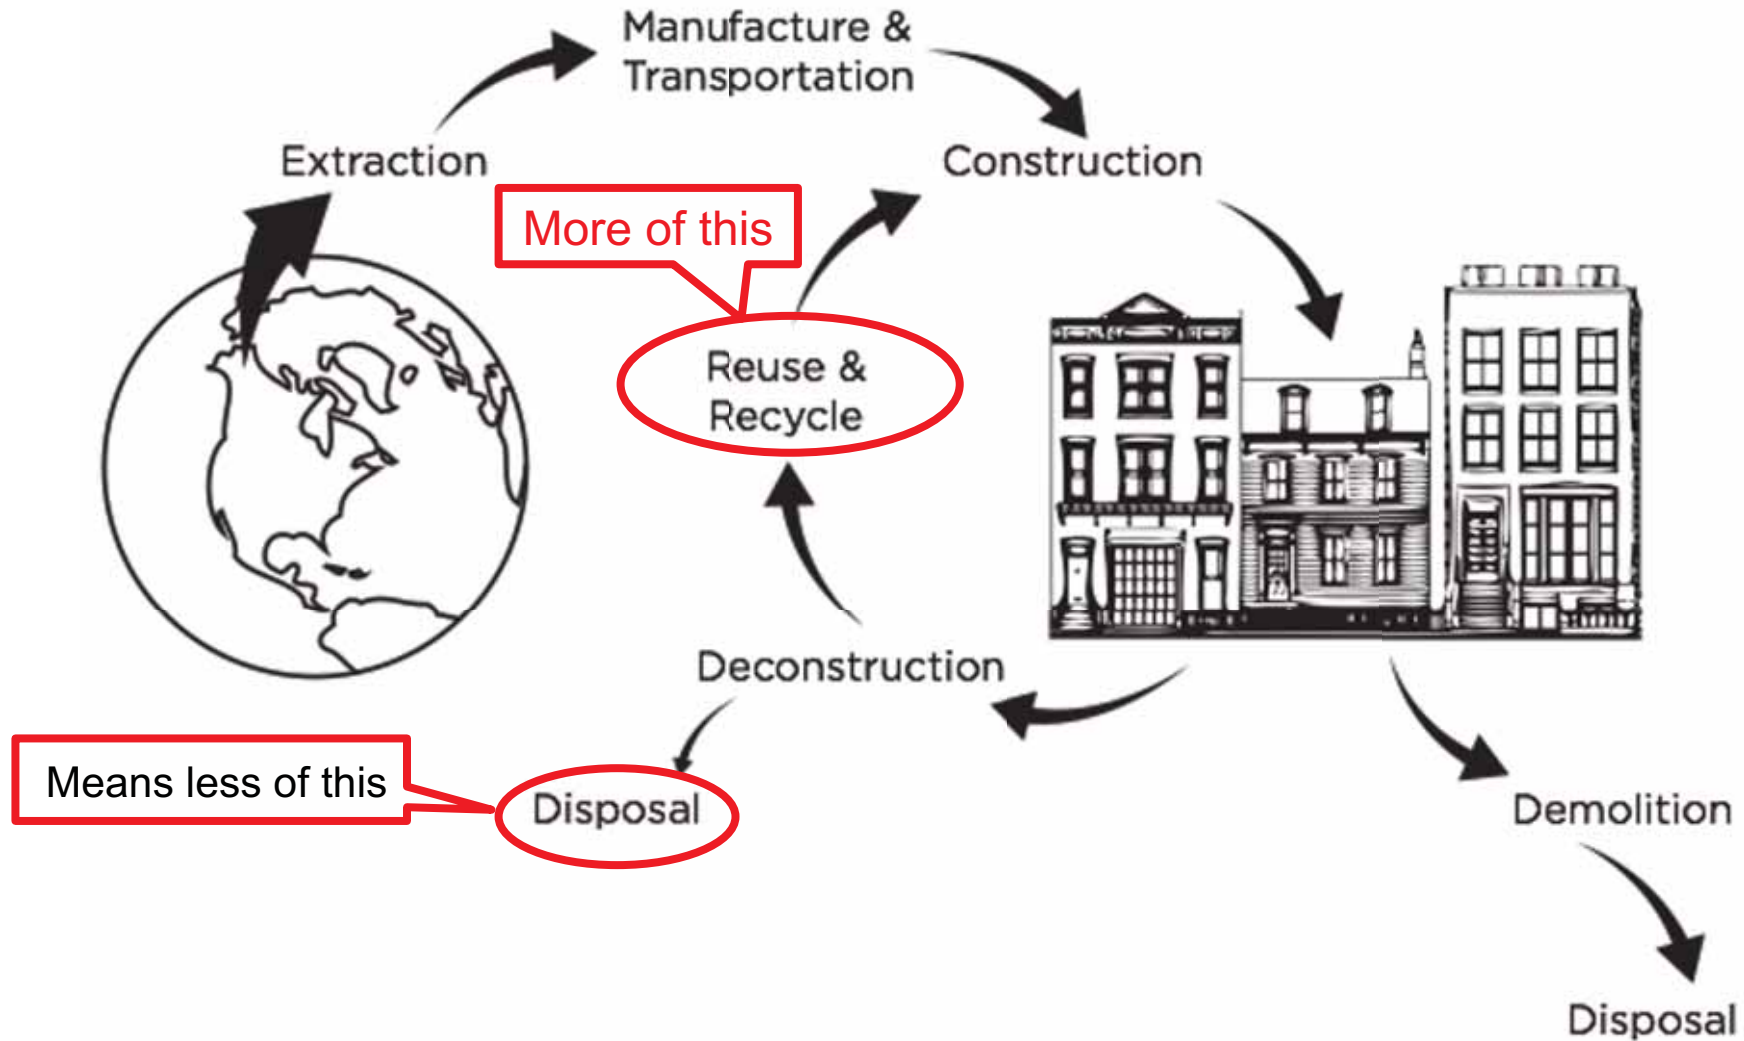 Manufacture &
Transportation
Extraction
Construction
More of this
Reuse &
Recycle
Deconstruction
Means less of this
Disposal
Demolition
Disposal